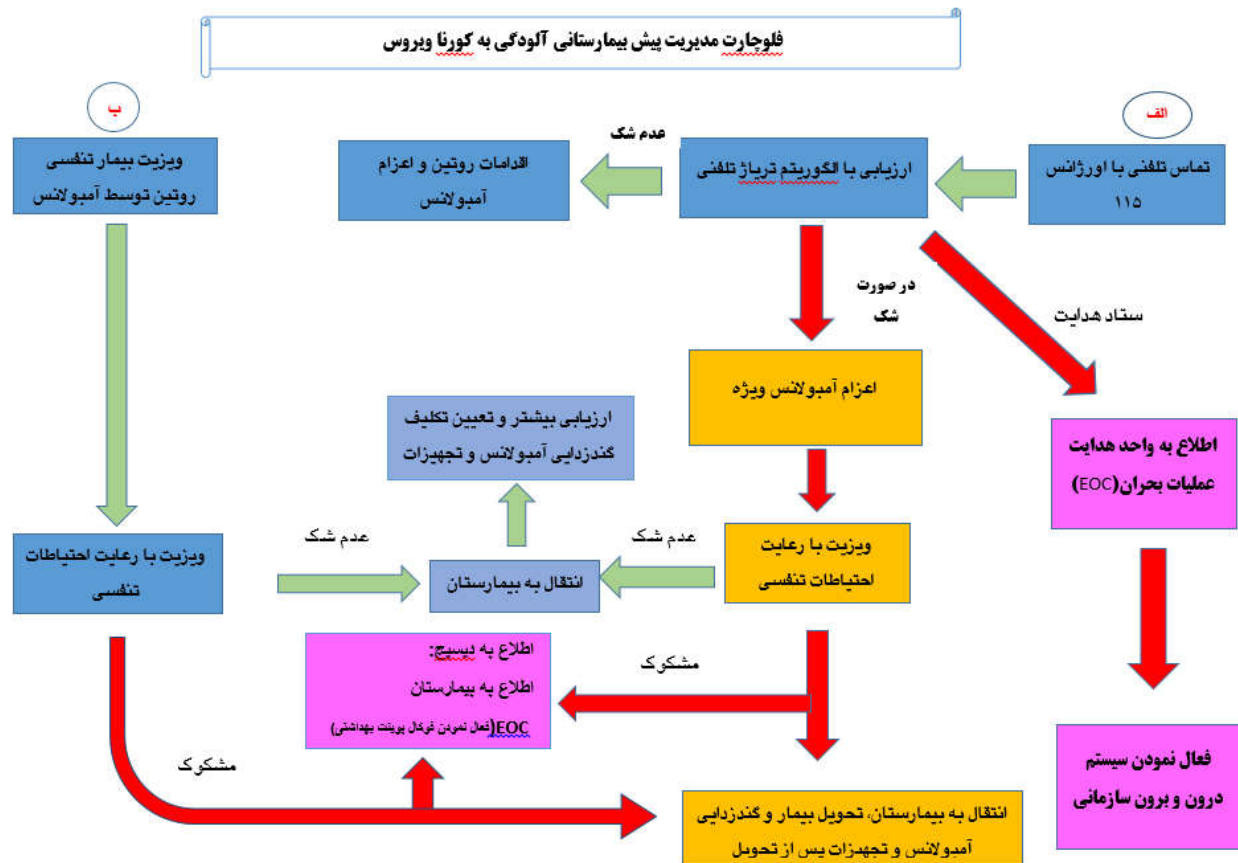 فلوچارت مدیریت پیش بیمارستانی آلودگی به کورنا ویروس
الف
ب
تماس تلفنی با اورژانس
۱۱۵
ارزیابی با الگوریتم تریاژ تلفنی
عدم شک
اقدامات روتین و اعزام
آمبولانس
ویزیت بیمار تنفسی
روتین توسط آمبولانس
در صورت
شک
ستاد هدایت
اعزام آمبولانس ویژه
ارزیابی بیشتر و تعیین تکلیف
گندزدایی آمبولانس و تجهیزات
اطلاع به واحد هدایت
عملیات بحران(EOC)
ویزیت با رعایت
احتیاطات تنفسی
عدم شک
انتقال به بیمارستان
عدم شک
ویزیت با رعایت احتیاطات
تنفسی
اطلاع به دیسپچ:
اطلاع به بیمارستان
EOC(فعال نمودن فوکال پوینت بهداشتی)
مشکوک
مشکوک
فعال نمودن سیستم
درون و برون سازمانی
انتقال به بیمارستان، تحویل بیمار و گندزدایی
آمبولانس و تجهیزات پس از تحویل